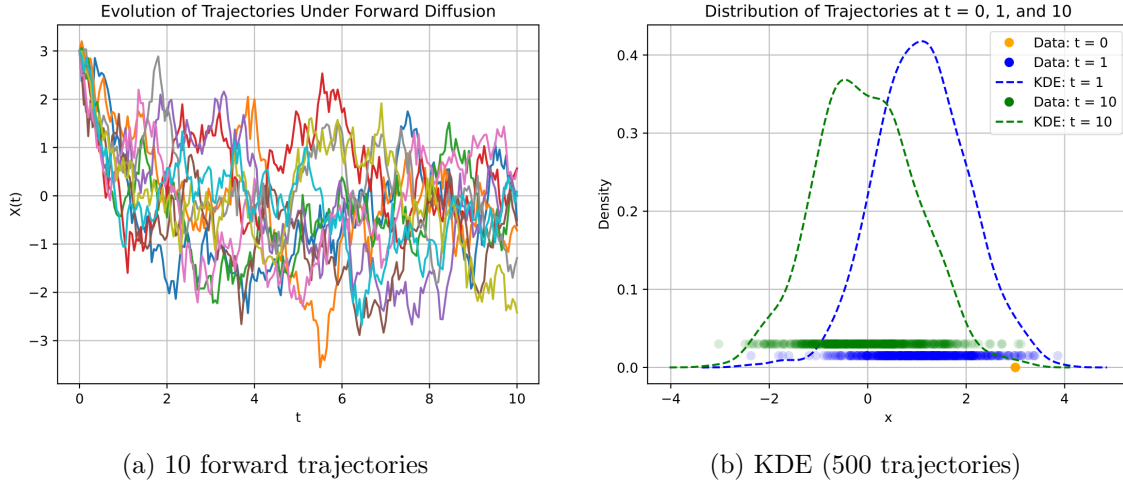 Evolution of Trajectories Under Forward Diffusion
3
2
1
0
−1
−2
−3
X(t)
0
2
4
6
8
10
t
(a) 10 forward trajectories
Distribution of Trajectories at t = 0, 1, and 10
Data: t = 0
Data: t = 1
KDE: t = 1
Data: t = 10
KDE: t = 10
0.4
0.3
0.2
0.1
0.0
Density
−4
−2
0
2
4
x
(b) KDE (500 trajectories)